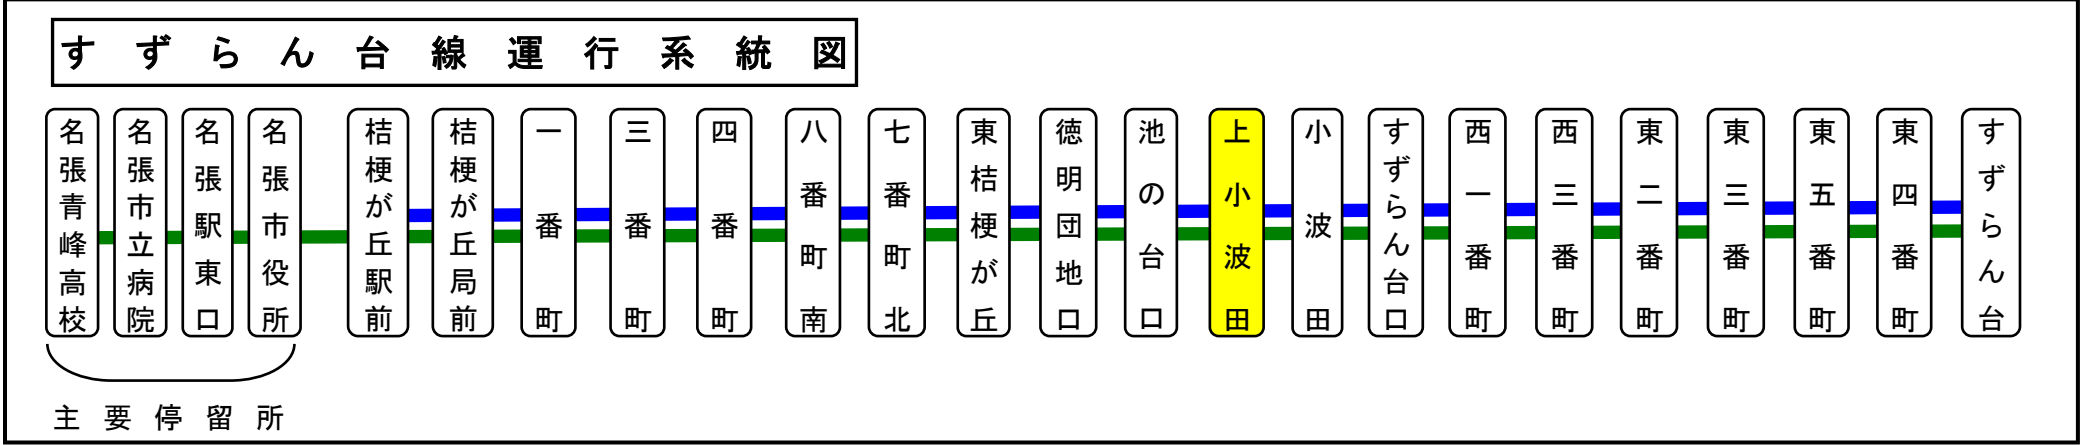 すずらん台線運行系統図
名張青峰高校
名張市立病院
名張駅東口
名張市役所
桔梗が丘駅前
桔梗が丘局前
一番町
三番町
四番町
八番町南
七番町北
東桔梗が丘
徳明団地口
池の台口
上小波田
小波田
すずらん台口
西一番町
西三番町
東二番町
東三番町
東五番町
東四番町
すずらん台
主要停留所